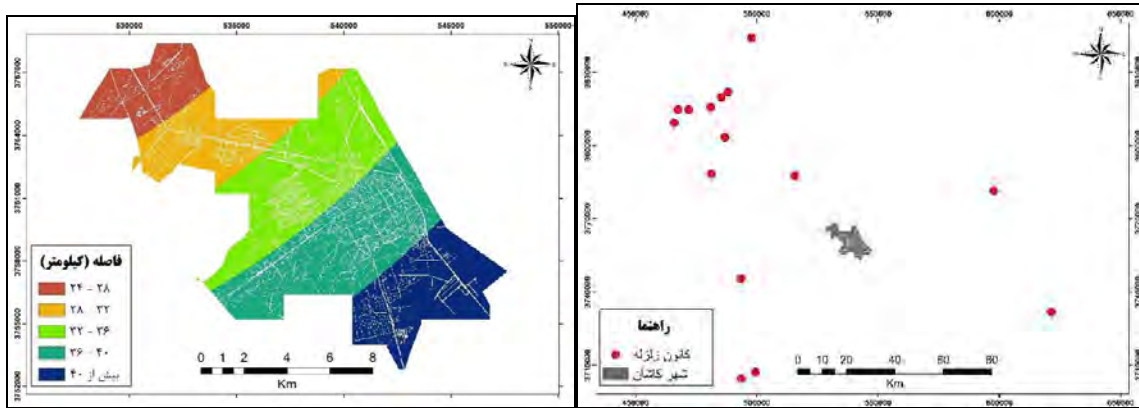 530000 535000 540000 545000 550000
3767000
3764000
3761000
3758000
3755000
3752000
فاصله (کیلومتر)
۲۴ - ۲۸
۲۸ - ۳۲
۳۲ - ۳۶
۳۶ - ۴۰
بیش از ۴۰
0 1 2 4 6 8
Km
500000 550000 600000 650000
راهنما
کانون زلزله
شهر کاشان
0 10 20 40 60 80
Km